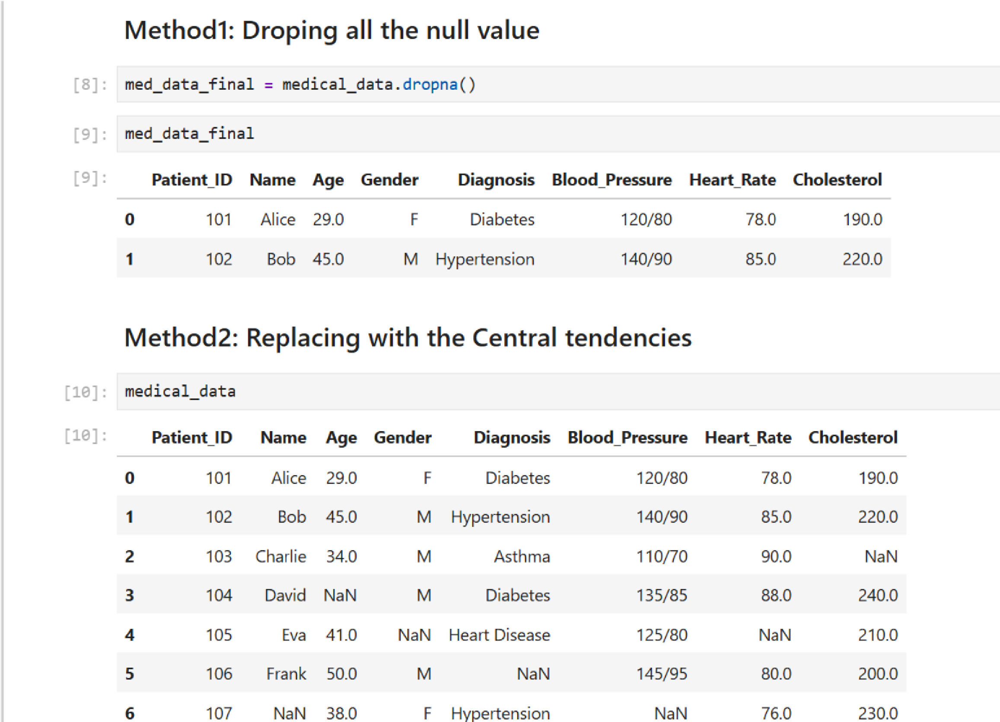 Method1: Droping all the null value
[8]: med_data_final = medical_data.dropna()
[9]: med_data_final
[9]: Patient_ID Name Age Gender Diagnosis Blood_Pressure Heart_Rate Cholesterol
0 101 Alice 29.0 F Diabetes 120/80 78.0 190.0
1 102 Bob 45.0 M Hypertension 140/90 85.0 220.0
Method2: Replacing with the Central tendencies
[10]: medical_data
[10]: Patient_ID Name Age Gender Diagnosis Blood_Pressure Heart_Rate Cholesterol
0 101 Alice 29.0 F Diabetes 120/80 78.0 190.0
1 102 Bob 45.0 M Hypertension 140/90 85.0 220.0
2 103 Charlie 34.0 M Asthma 110/70 90.0 NaN
3 104 David NaN M Diabetes 135/85 88.0 240.0
4 105 Eva 41.0 NaN Heart Disease 125/80 NaN 210.0
5 106 Frank 50.0 M NaN 145/95 80.0 200.0
6 107 NaN 38.0 F Hypertension NaN 76.0 230.0